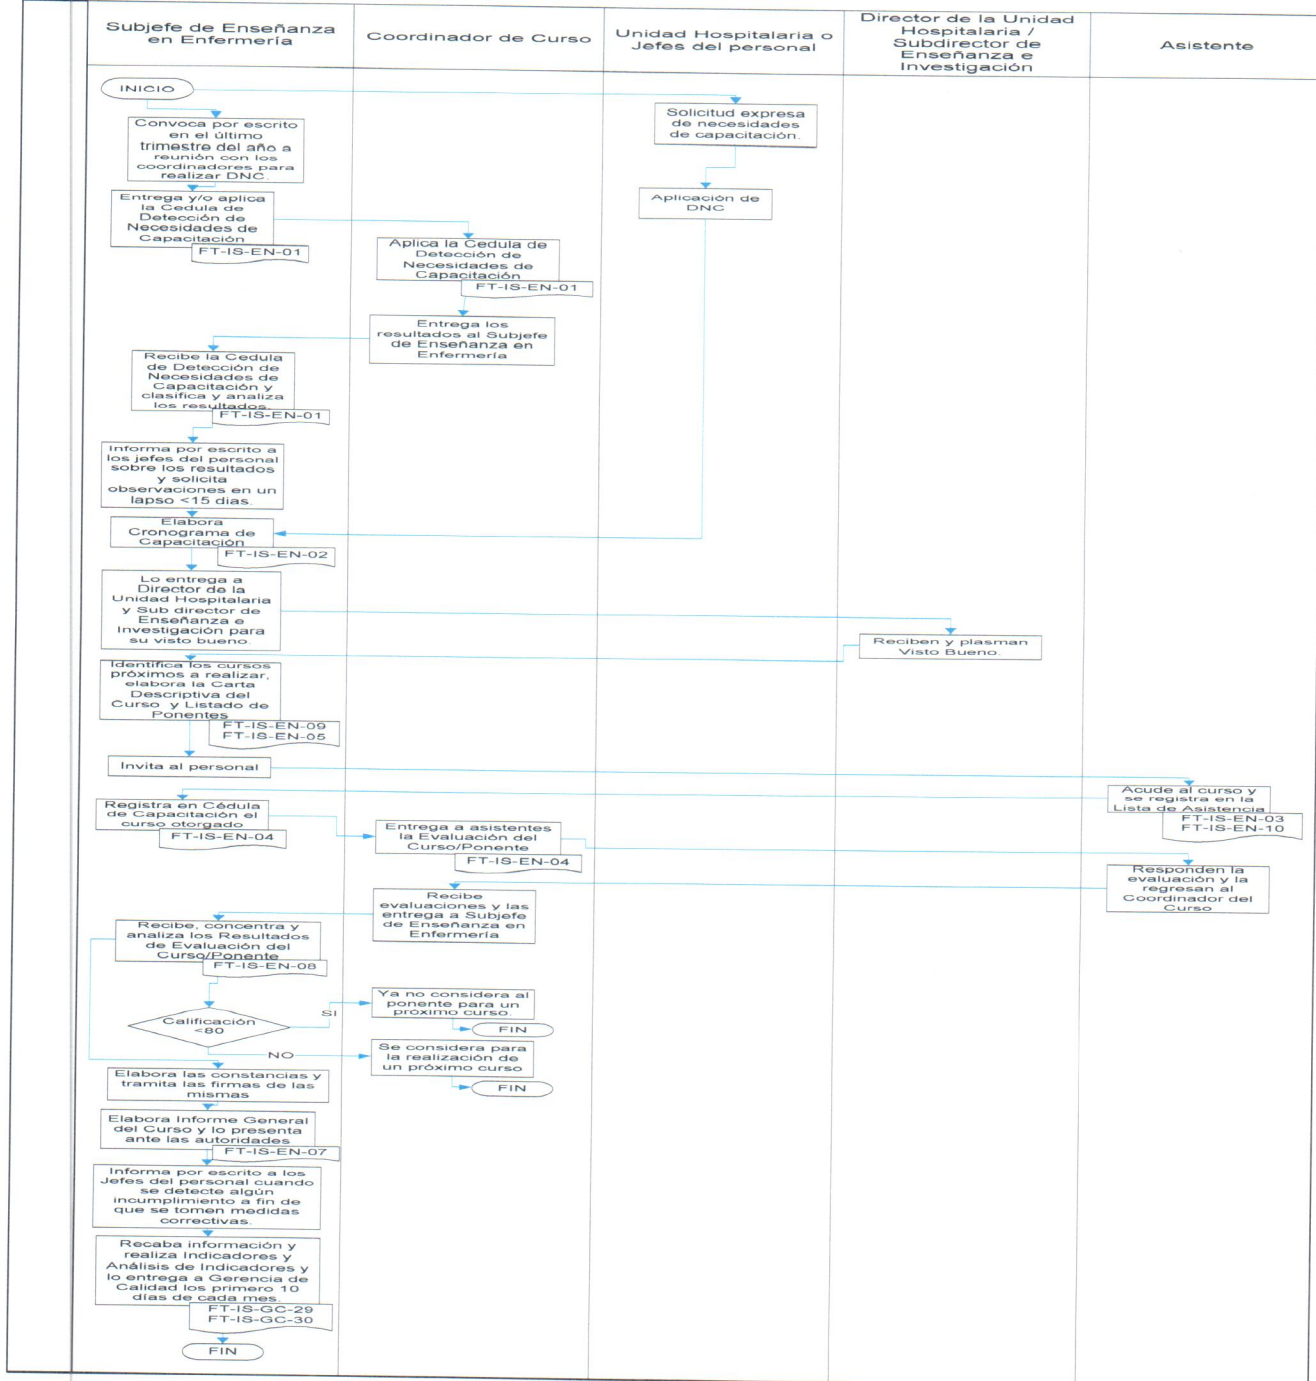 Subjefe de Enseñanza
en Enfermería
Coordinador de Curso
Unidad Hospitalaria o
Jefes del personal
Director de la Unidad
Hospitalaria /
Subdirector de
Enseñanza e
Investigación
Asistente
INICIO
Solicitud expresa
de necesidades
de capacitación.
Convoca por escrito
en el último
trimestre del año a
reunión con los
coordinadores para
realizar DNC.
Aplicación de
DNC
Entrega y/o aplica
la Cedula de
Detección de
Necesidades de
Capacitación
FT-IS-EN-01
Aplica la Cedula de
Detección de
Necesidades de
Capacitación
FT-IS-EN-01
Entrega los
resultados al Subjefe
de Enseñanza en
Enfermería
Recibe la Cedula
de Detección de
Necesidades de
Capacitación y
clasifica y analiza
los resultados.
FT-IS-EN-01
Informa por escrito a
los jefes del personal
sobre los resultados
y solicita
observaciones en un
lapso <15 dias.
Elabora
Cronograma de
Capacitación
FT-IS-EN-02
Lo entrega a
Director de la
Unidad Hospitalaria
y Sub director de
Enseñanza e
Investigación para
su visto bueno.
Reciben y plasman
Visto Bueno.
Identifica los cursos
próximos a realizar,
elabora la Carta
Descriptiva del
Curso y Listado de
Ponentes
FT-IS-EN-09
FT-IS-EN-05
Invita al personal
Acude al curso y
se registra en la
Lista de Asistencia
FT-IS-EN-03
FT-IS-EN-10
Registra en Cédula
de Capacitación el
curso otorgado
FT-IS-EN-04
Entrega a asistentes
la Evaluación del
Curso/Ponente
FT-IS-EN-04
Responden la
evaluación y la
regresan al
Coordinador del
Curso
Recibe
evaluaciones y las
entrega a Subjefe
de Enseñanza en
Enfermería
Recibe, concentra y
analiza los Resultados
de Evaluación del
Curso/Ponente
FT-IS-EN-08
Calificación
<80
SI
Ya no considera al
ponente para un
próximo curso.
FIN
NO
Se considera para
la realización de
un próximo curso
FIN
Elabora las constancias y
tramita las firmas de las
mismas
Elabora Informe General
del Curso y lo presenta
ante las autoridades
FT-IS-EN-07
Informa por escrito a los
Jefes del personal cuando
se detecte algún
incumplimiento a fin de
que se tomen medidas
correctivas.
Recaba información y
realiza Indicadores y
Análisis de Indicadores y
lo entrega a Gerencia de
Calidad los primero 10
días de cada mes.
FT-IS-GC-29
FT-IS-GC-30
FIN